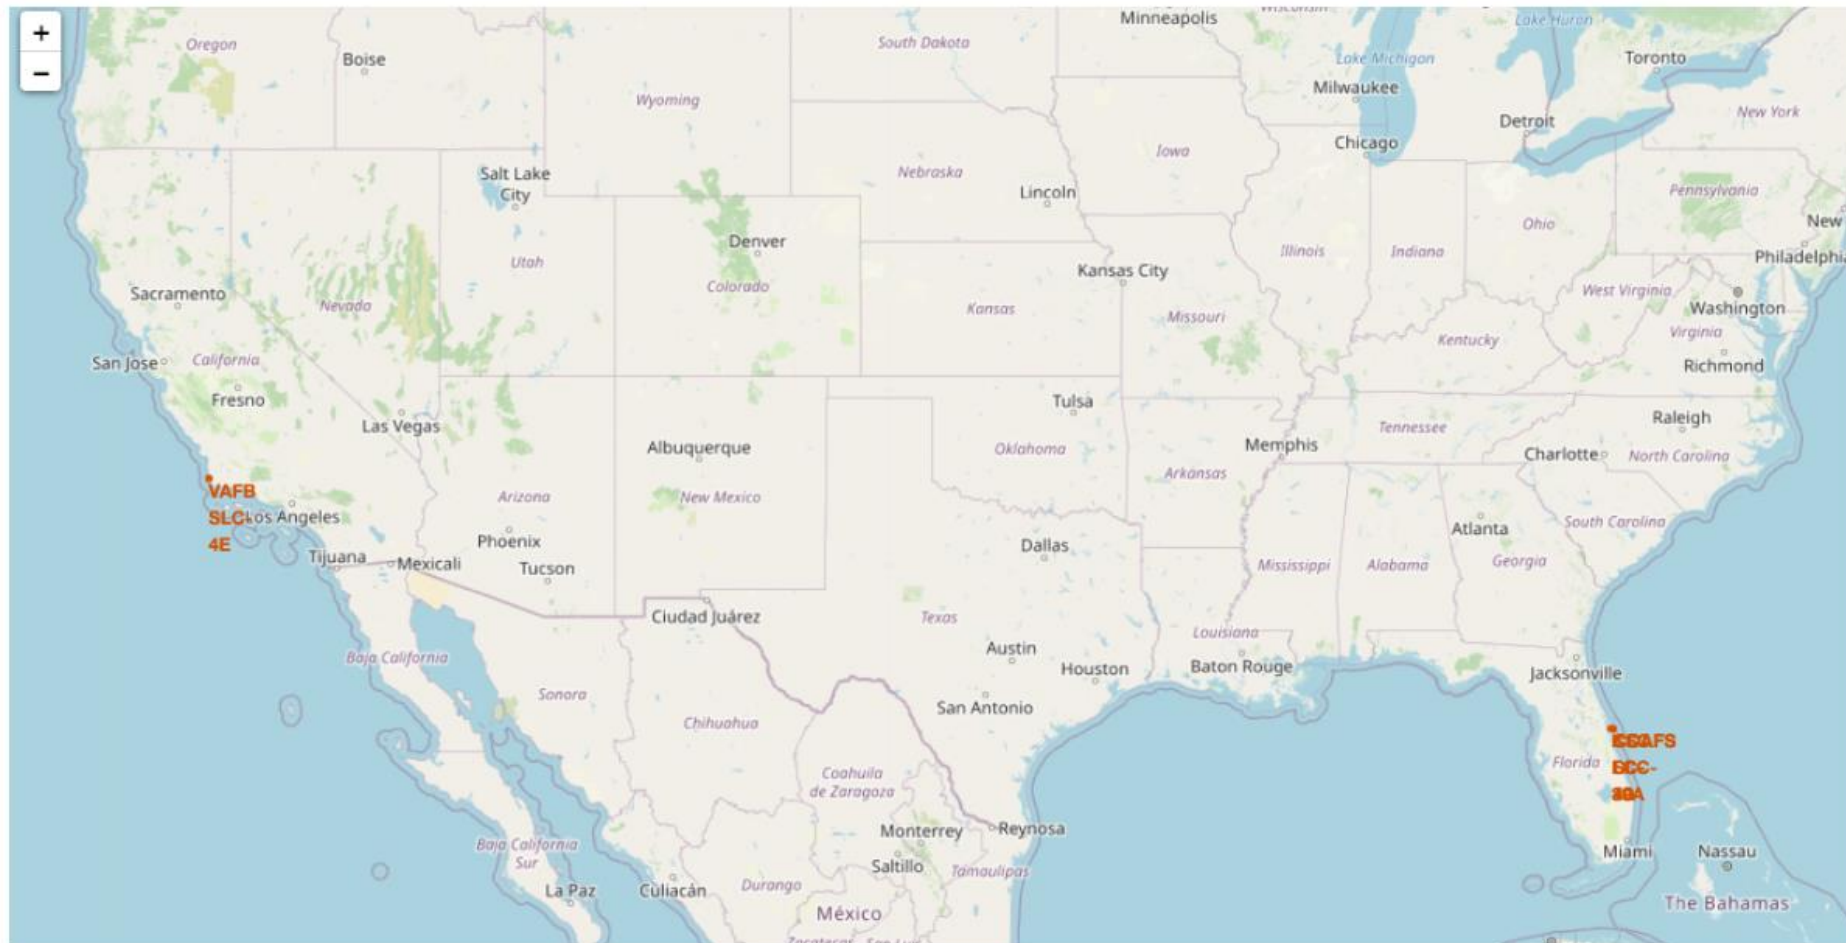 +
−
Minneapolis
Wisconsin
Lake Huron
Oregon
Boise
South Dakota
Lake Michigan
Toronto
Wyoming
Milwaukee
New York
Detroit
Chicago
Iowa
Salt Lake
City
Nebraska
Lincoln
Pennsylvania
New
Denver
Ohio
Utah
Illinois
Indiana
Philadelphia
Kansas City
Sacramento
Colorado
Nevada
West Virginia
Kansas
Washington
Missouri
Virginia
Kentucky
San Jose
California
Richmond
Fresno
Tulsa
Las Vegas
Raleigh
Tennessee
Albuquerque
Oklahoma
Memphis
Charlotte
North Carolina
Arkansas
VAFB
SLC-
4E
Los Angeles
Arizona
New Mexico
South Carolina
Atlanta
Phoenix
Dallas
Tijuana
Mexicali
Tucson
Mississippi
Alabama
Georgia
Ciudad Juárez
Texas
Louisiana
Austin
Baja California
Houston
Baton Rouge
Jacksonville
Sonora
San Antonio
Chihuahua
Florida
Coahuila
de Zaragoza
Monterrey
Reynosa
Baja California
Sur
Saltillo
Tamaulipas
Miami
Nassau
La Paz
Culiacán
Durango
México
The Bahamas
Zacatecas
San Luis